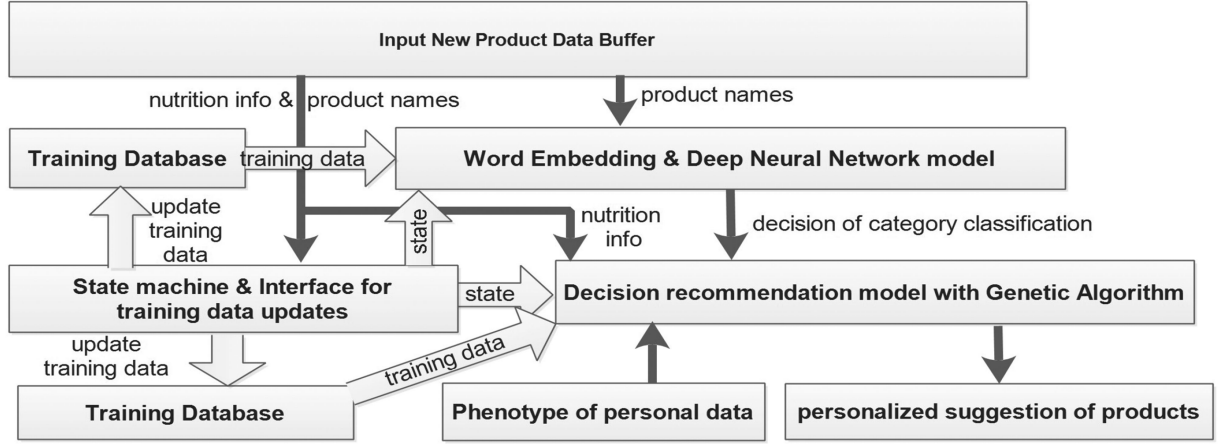 Input New Product Data Buffer
nutrition info & product names
product names
Training Database
training data
Word Embedding & Deep Neural Network model
update
training
data
state
nutrition
info
decision of category classification
State machine & Interface for
training data updates
state
Decision recommendation model with Genetic Algorithm
update
training data
training data
Training Database
Phenotype of personal data
personalized suggestion of products